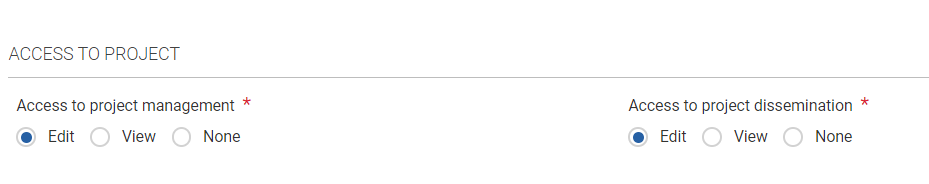 ACCESS TO PROJECT
Access to project management * Access to project dissemination *
Edit View None Edit View None